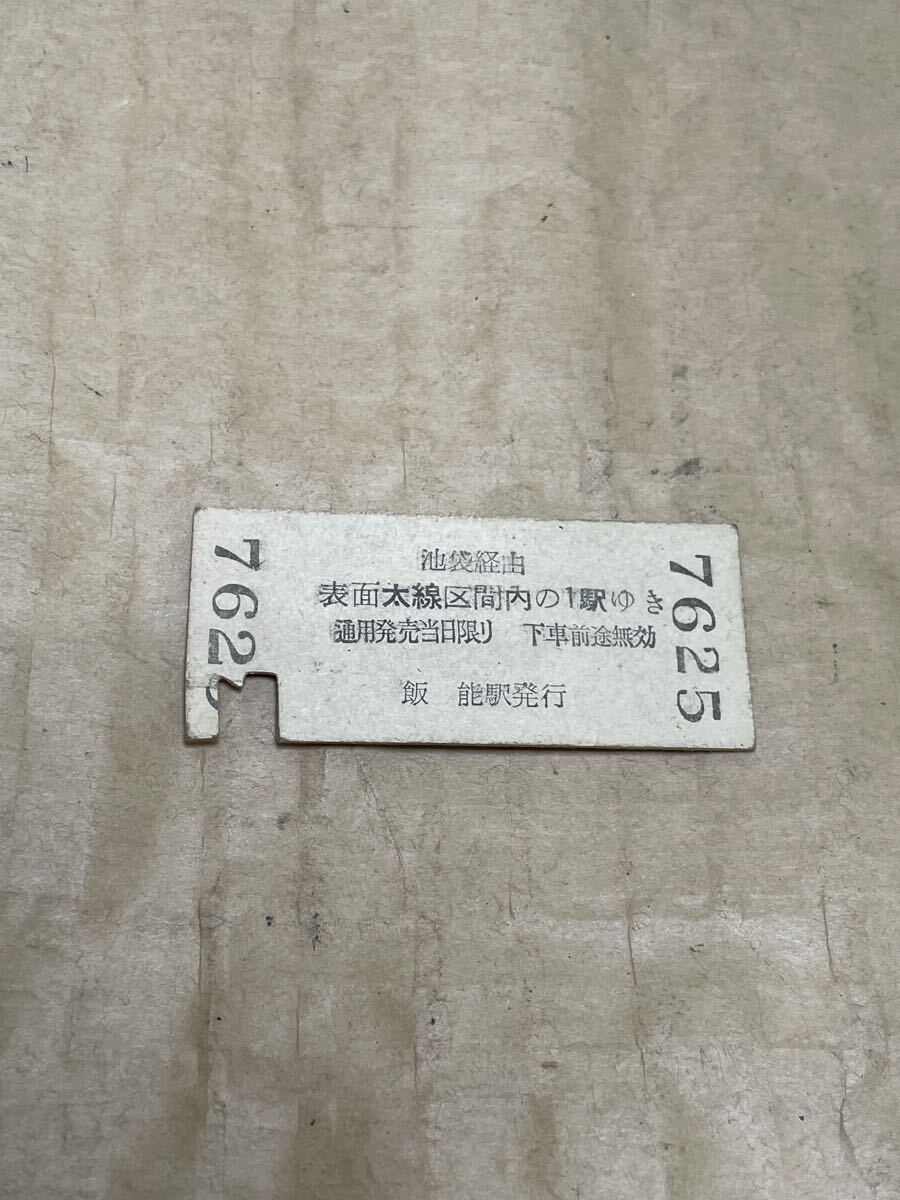 池袋経由
表面太線区間内の1駅ゆき
通用発売当日限り 下車前途無効
飯 能駅発行
762
7625